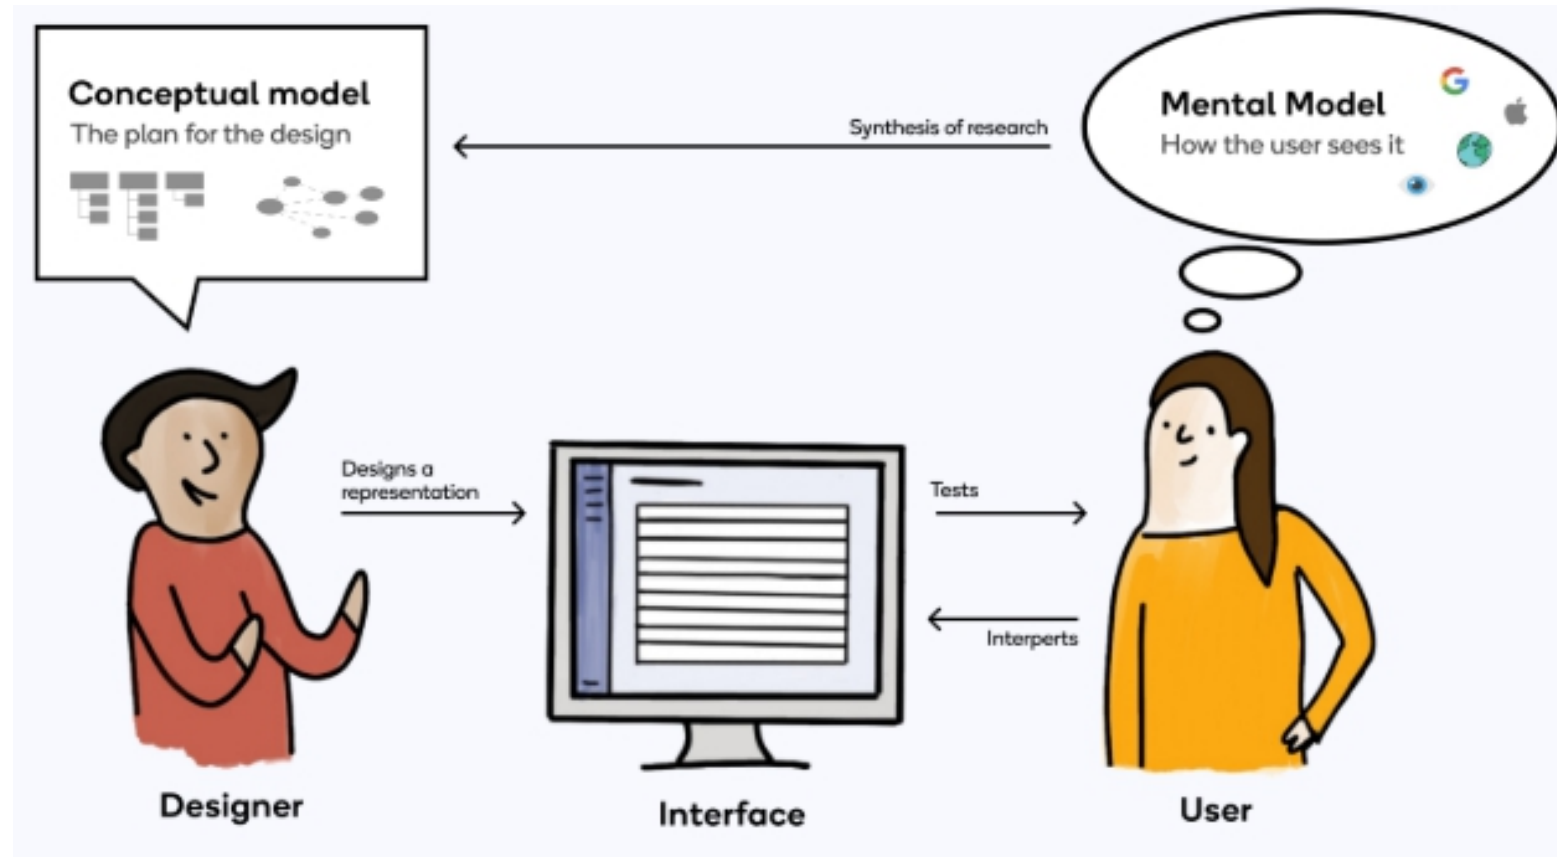 Conceptual model
The plan for the design
Synthesis of research
Mental Model
How the user sees it
Designs a
representation
Tests
Interperts
Designer
Interface
User